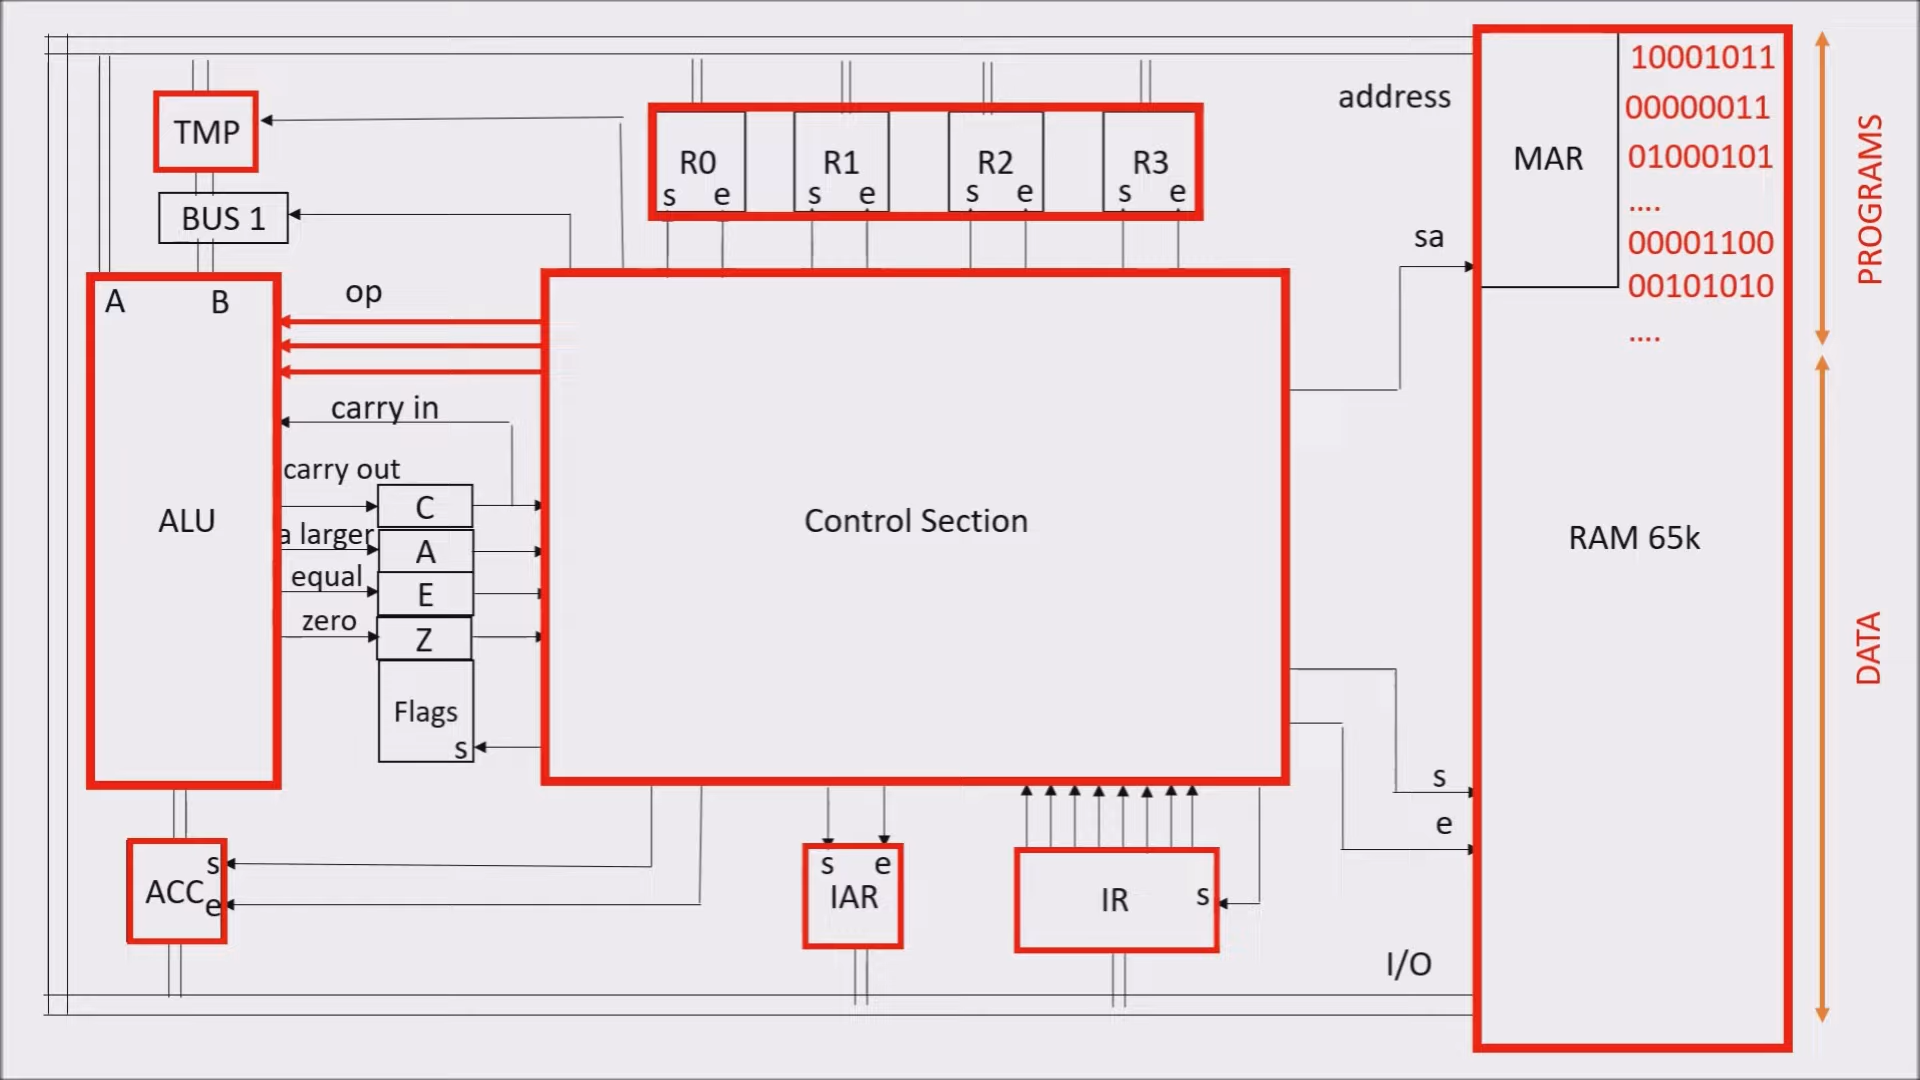 address
TMP
R0
s e
R1
s e
R2
s e
R3
s e
MAR
10001011
00000011
01000101
....
00001100
00101010
....
PROGRAMS
BUS 1
sa
A B
op
carry in
carry out
C
a larger
A
equal
E
zero
Z
Flags
s
ALU
Control Section
RAM 65k
DATA
s
e
s
ACC
e
s e
IAR
IR s
I/O